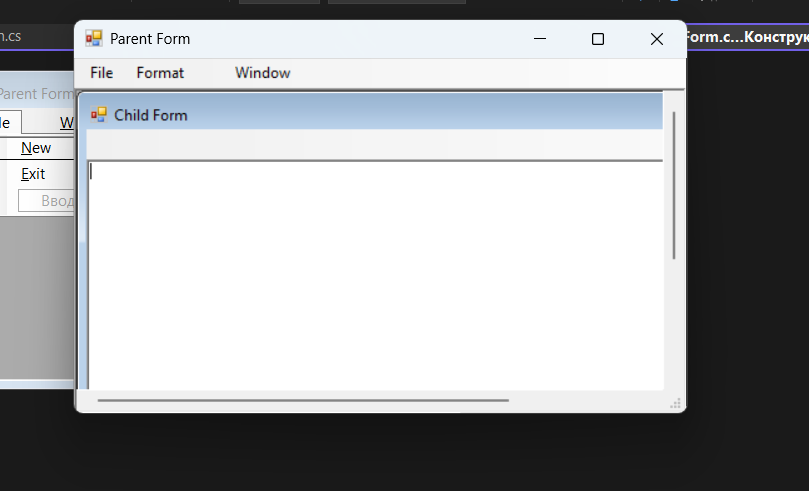 n.cs
Parent Form
Form.c...Конструк
File Format Window
Parent Form
Child Form
le W
New
Exit
Ввод